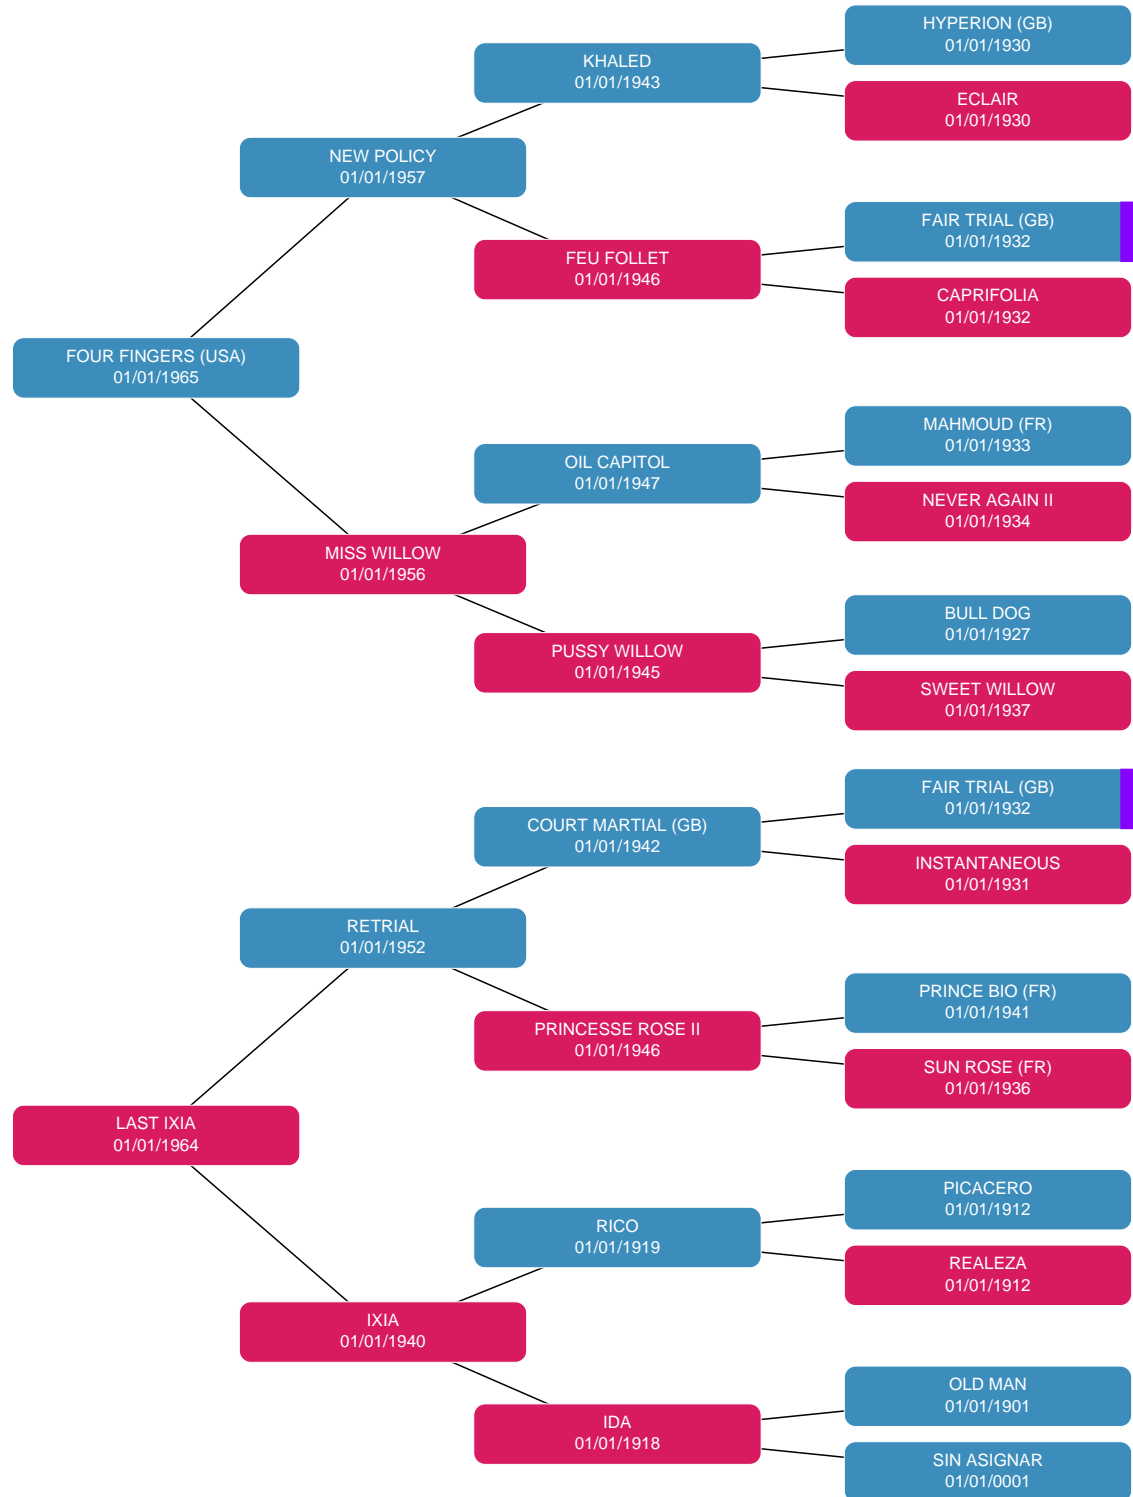 HYPERION (GB)
01/01/1930
KHALED
01/01/1943
ECLAIR
01/01/1930
NEW POLICY
01/01/1957
FAIR TRIAL (GB)
01/01/1932
FEU FOLLET
01/01/1946
CAPRIFOLIA
01/01/1932
FOUR FINGERS (USA)
01/01/1965
MAHMOUD (FR)
01/01/1933
OIL CAPITOL
01/01/1947
NEVER AGAIN II
01/01/1934
MISS WILLOW
01/01/1956
BULL DOG
01/01/1927
PUSSY WILLOW
01/01/1945
SWEET WILLOW
01/01/1937
FAIR TRIAL (GB)
01/01/1932
COURT MARTIAL (GB)
01/01/1942
INSTANTANEOUS
01/01/1931
RETRIAL
01/01/1952
PRINCE BIO (FR)
01/01/1941
PRINCESSE ROSE II
01/01/1946
SUN ROSE (FR)
01/01/1936
LAST IXIA
01/01/1964
PICACERO
01/01/1912
RICO
01/01/1919
REALEZA
01/01/1912
IXIA
01/01/1940
OLD MAN
01/01/1901
IDA
01/01/1918
SIN ASIGNAR
01/01/0001